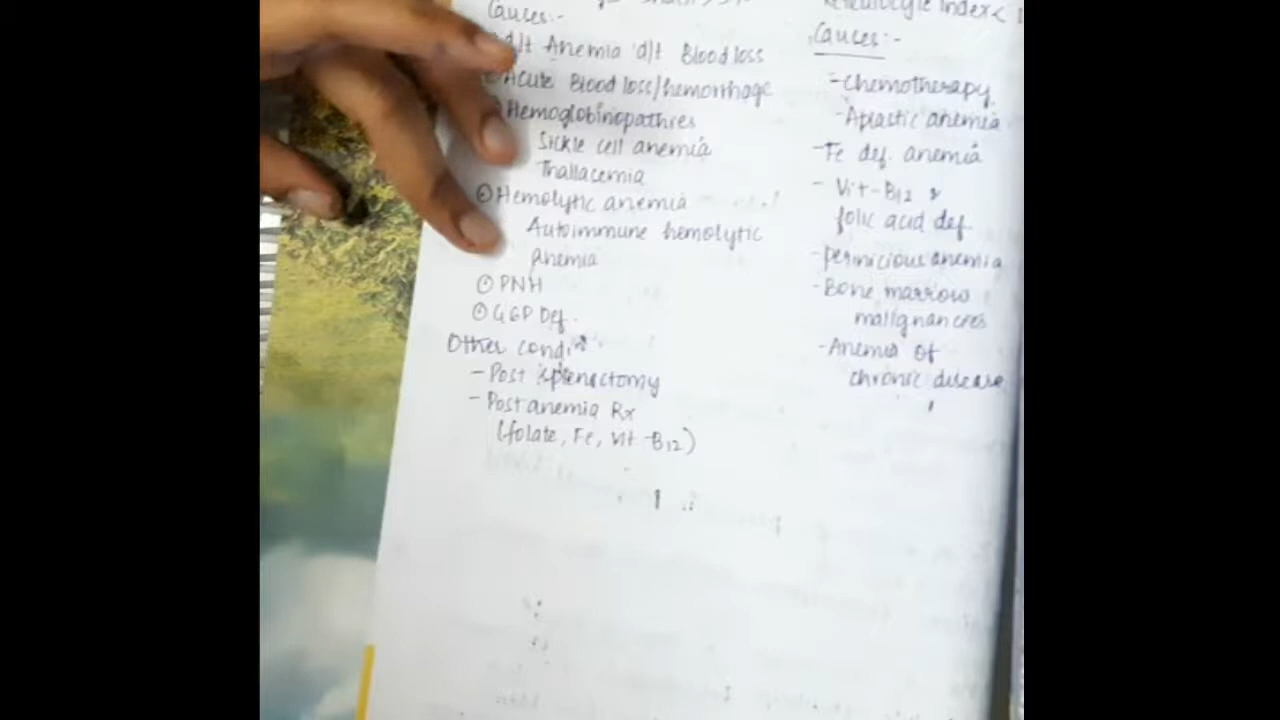 Causes:-
d/t Anemia d/t Blood loss
Acute Blood loss/hemorrhage
Hemoglobinopathies
Sickle cell anemia
Thallacemia
Hemolytic anemia
Autoimmune hemolytic
Anemia
PNH
G6P Def.
Other condi
- Post splenectomy
- Post anemia Rx
(folate, Fe, vit-B12)
Reticulocyte Index <
Causes:-
- Chemotherapy
- Aplastic anemia
- Fe def. anemia
- Vit-B12 &
folic acid def
- pernicious anemia
- Bone marrow
malignancies
- Anemia of
chronic disease